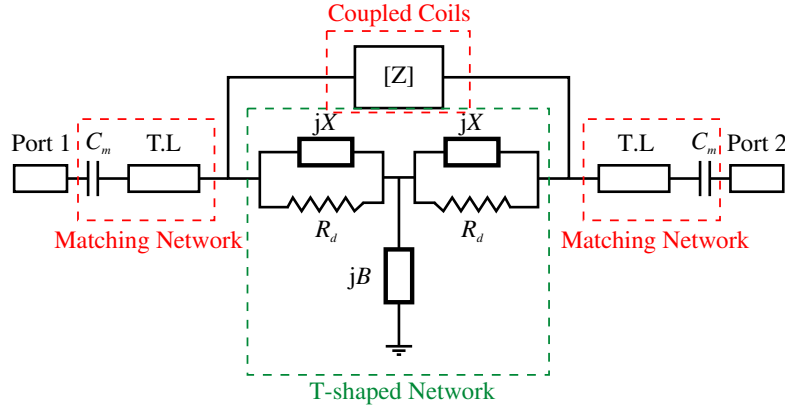 Coupled Coils
[Z]
jX
jX
Port 1
C_m
T.L
T.L
C_m
Port 2
Matching Network
R_d
R_d
Matching Network
jB
T-shaped Network